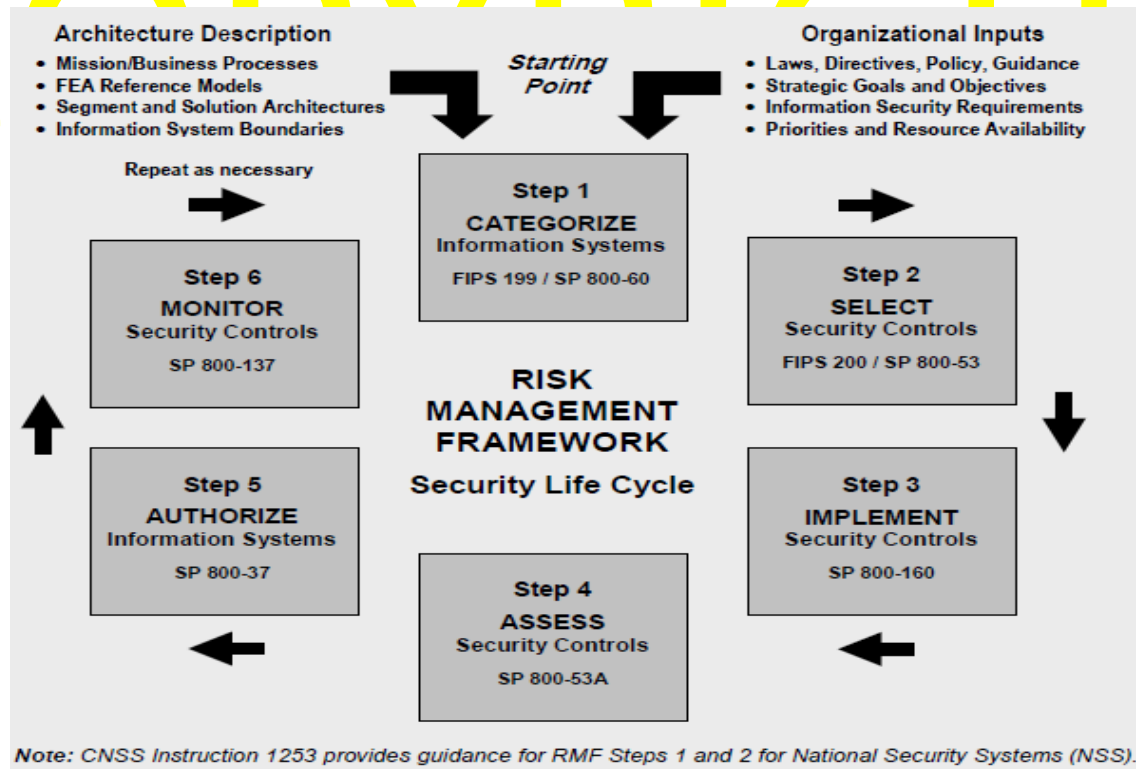 Architecture Description
• Mission/Business Processes
• FEA Reference Models
• Segment and Solution Architectures
• Information System Boundaries
Starting
Point
Organizational Inputs
• Laws, Directives, Policy, Guidance
• Strategic Goals and Objectives
• Information Security Requirements
• Priorities and Resource Availability
Repeat as necessary
Step 1
CATEGORIZE
Information Systems
FIPS 199 / SP 800-60
Step 2
SELECT
Security Controls
FIPS 200 / SP 800-53
Step 3
IMPLEMENT
Security Controls
SP 800-160
Step 4
ASSESS
Security Controls
SP 800-53A
Step 5
AUTHORIZE
Information Systems
SP 800-37
Step 6
MONITOR
Security Controls
SP 800-137
RISK
MANAGEMENT
FRAMEWORK
Security Life Cycle
Note: CNSS Instruction 1253 provides guidance for RMF Steps 1 and 2 for National Security Systems (NSS).